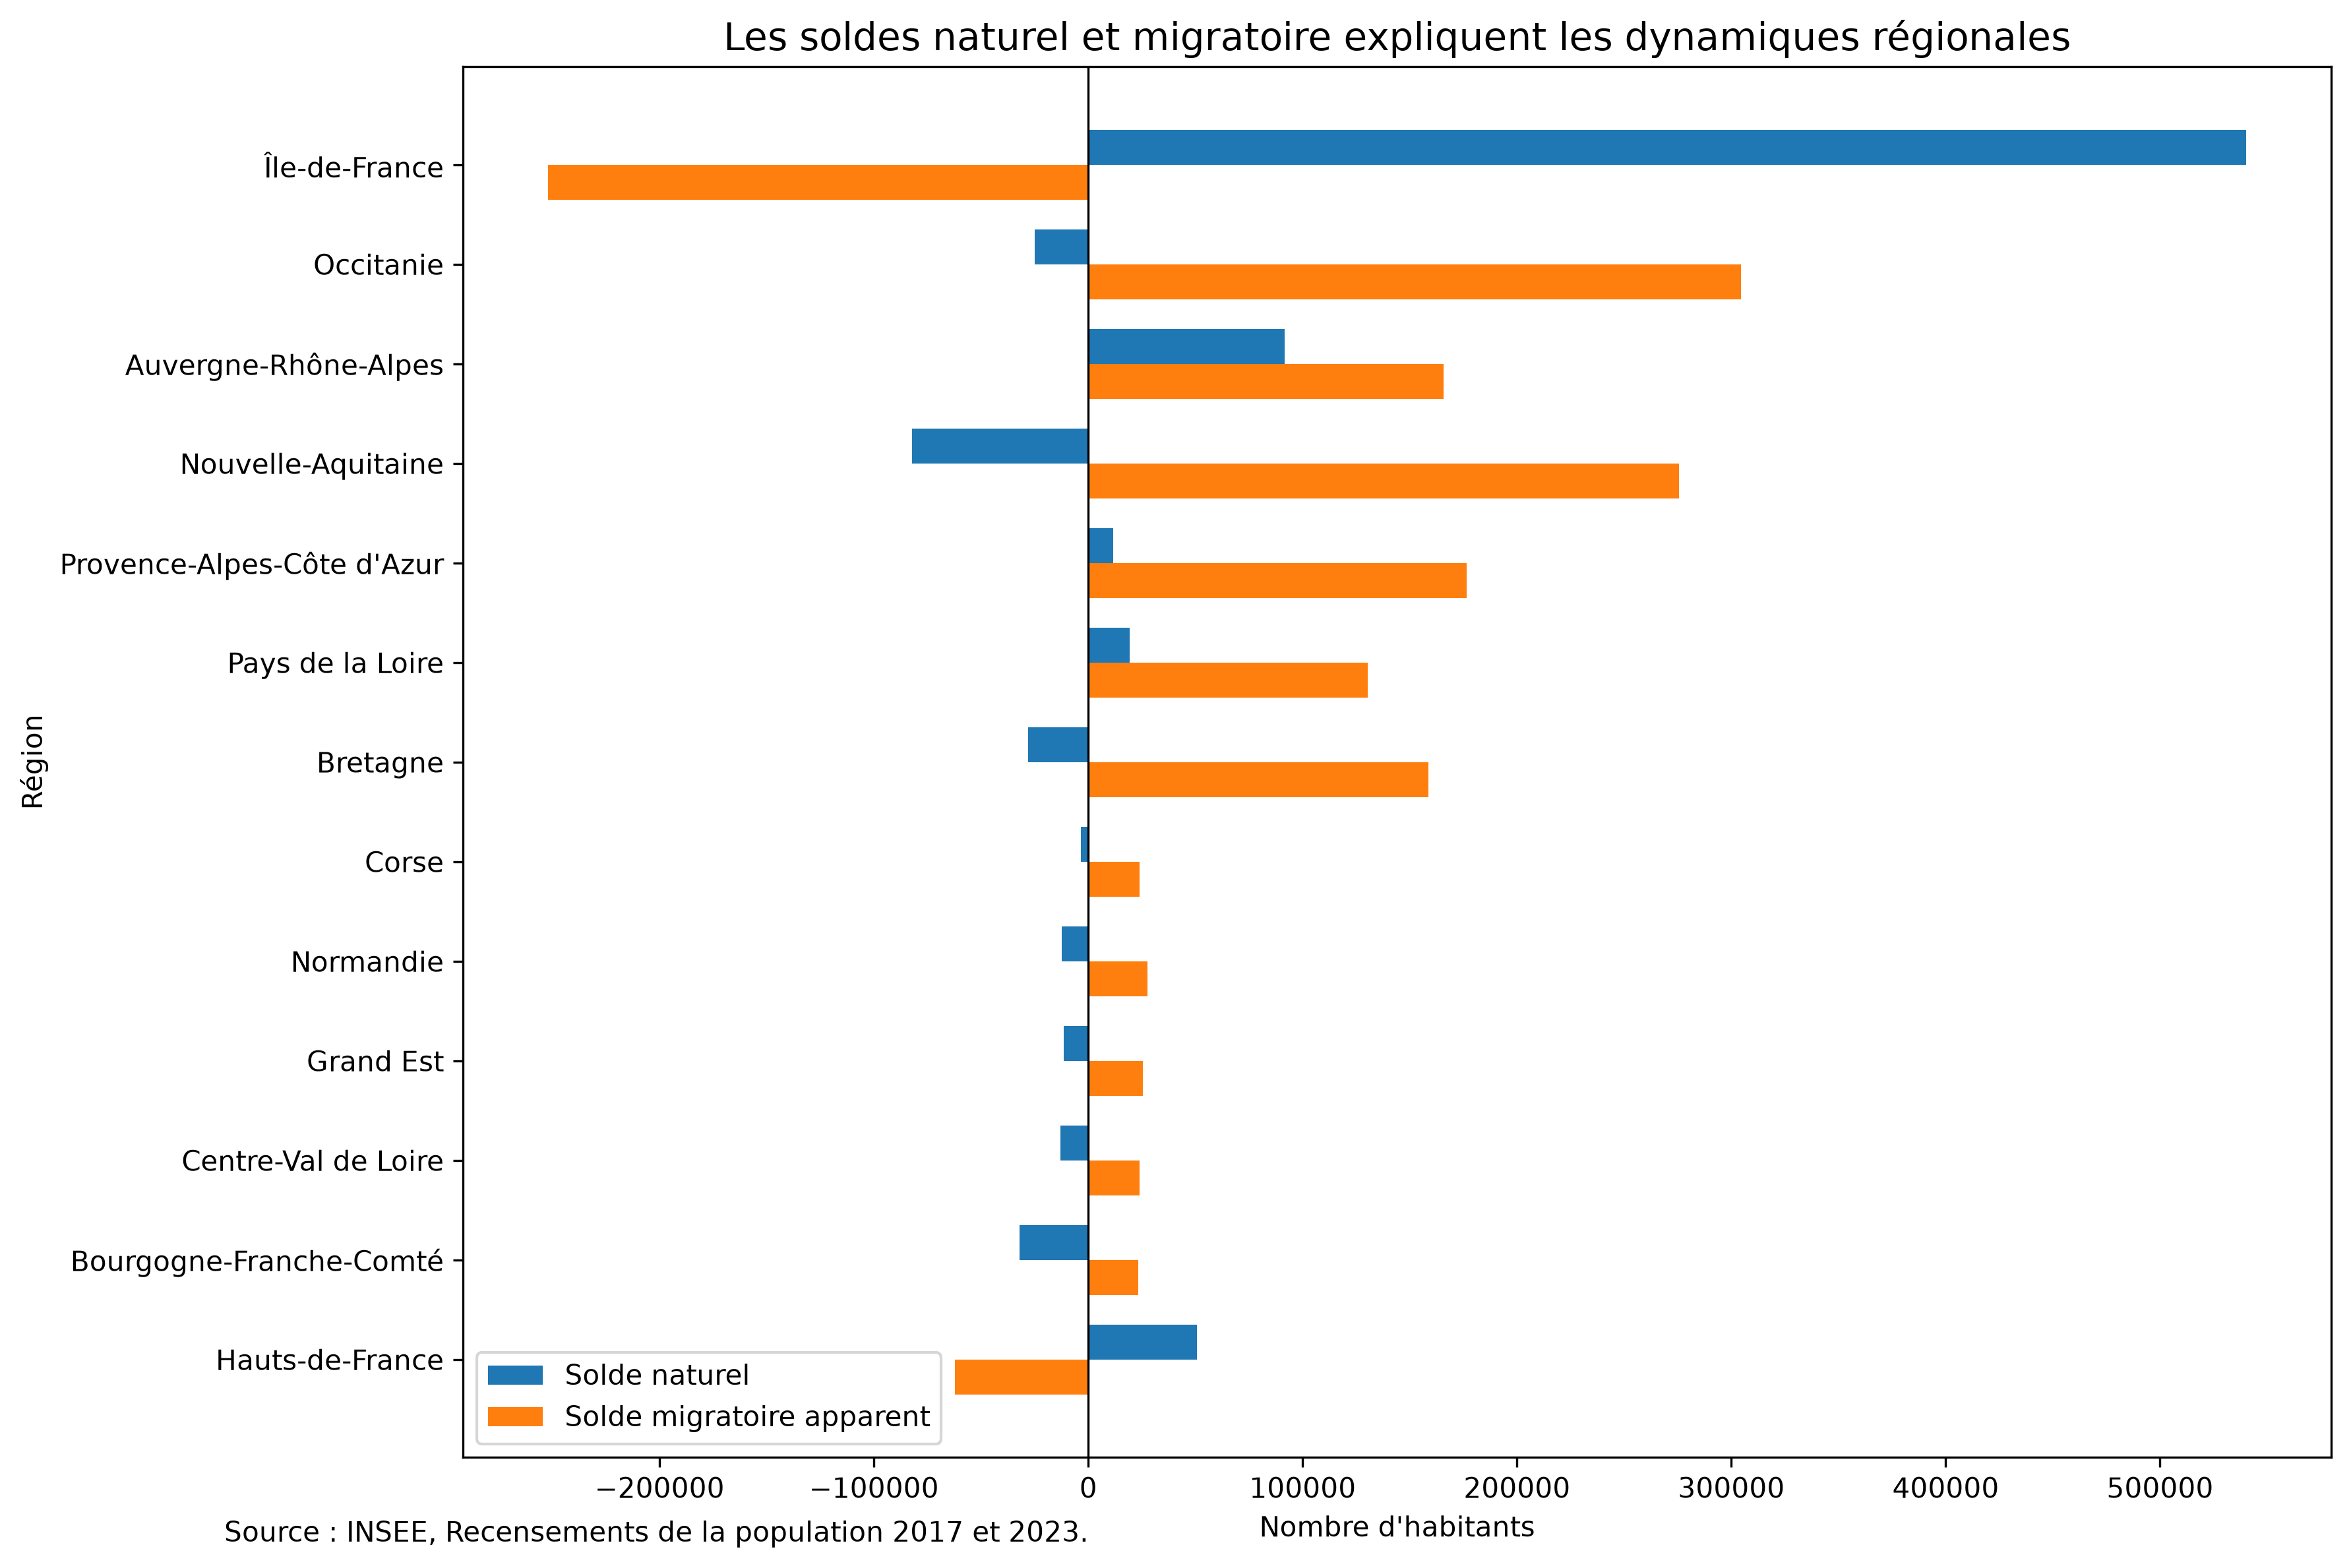 Les soldes naturel et migratoire expliquent les dynamiques régionales
Région
Île-de-France
Occitanie
Auvergne-Rhône-Alpes
Nouvelle-Aquitaine
Provence-Alpes-Côte d'Azur
Pays de la Loire
Bretagne
Corse
Normandie
Grand Est
Centre-Val de Loire
Bourgogne-Franche-Comté
Hauts-de-France
Solde naturel
Solde migratoire apparent
−200000 −100000 0 100000 200000 300000 400000 500000
Nombre d'habitants
Source : INSEE, Recensements de la population 2017 et 2023.